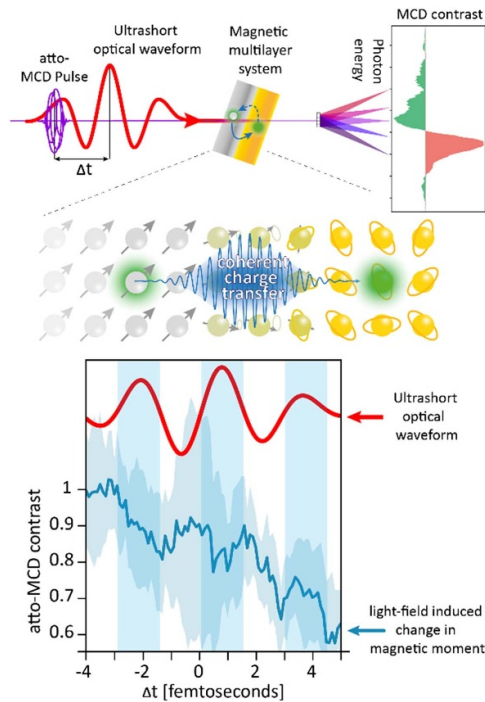 MCD contrast
Ultrashort
optical waveform
Magnetic
multilayer
system
atto-
MCD Pulse
Photon
energy
Δt
coherent
charge
transfer
Ultrashort
optical
waveform
atto-MCD contrast
1
0.9
0.8
0.7
0.6
light-field induced
change in
magnetic moment
-4
-2
0
2
4
Δt [femtoseconds]